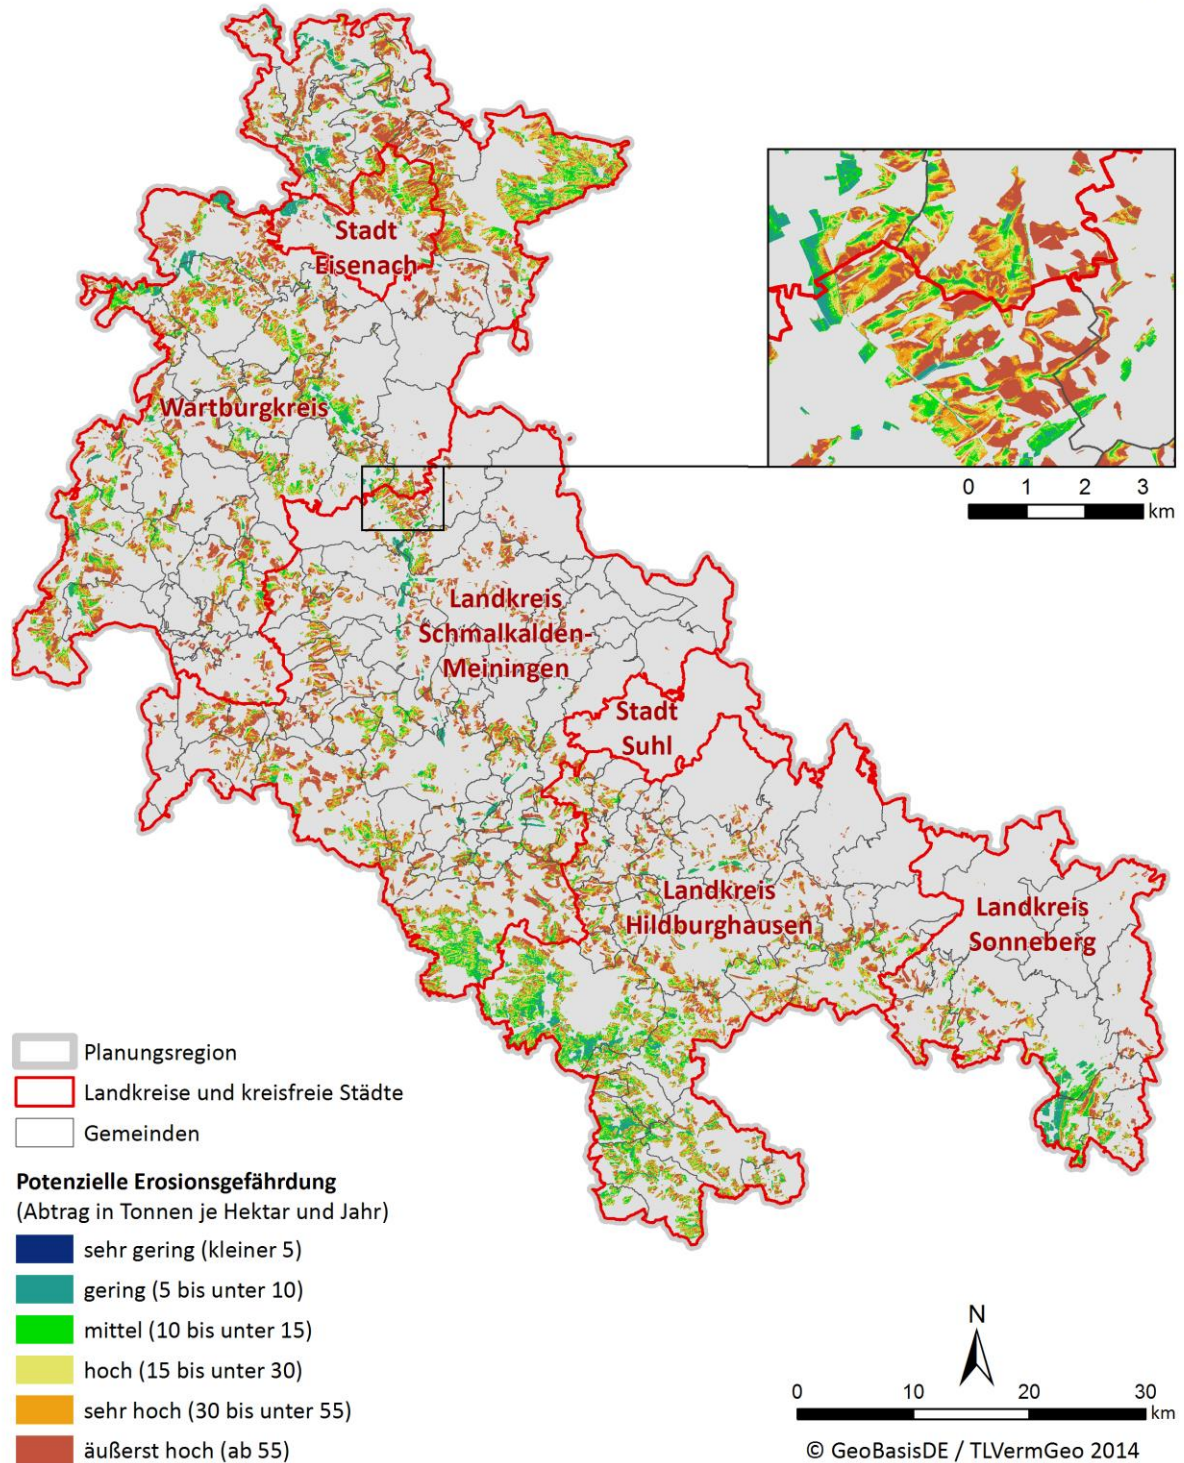 Stadt
Eisenach
Wartburgkreis
0 1 2 3
km
Landkreis
Schmalkalden-
Meiningen
Stadt
Suhl
Landkreis
Hildburghausen
Landkreis
Sonneberg
Planungsregion
Landkreise und kreisfreie Städte
Gemeinden
Potenzielle Erosionsgefährdung
(Abtrag in Tonnen je Hektar und Jahr)
sehr gering (kleiner 5)
gering (5 bis unter 10)
mittel (10 bis unter 15)
hoch (15 bis unter 30)
sehr hoch (30 bis unter 55)
äußerst hoch (ab 55)
N
0 10 20 30
km
© GeoBasisDE / TLVermGeo 2014